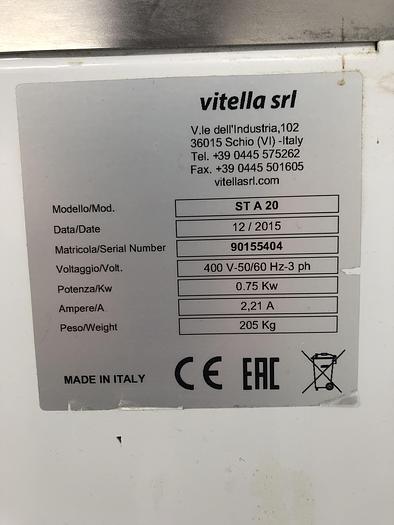 vitella srl
V.le dell'Industria,102
36015 Schio (VI) -Italy
Tel. +39 0445 575262
Fax. +39 0445 501605
vitellasrl.com
Modello/Mod. ST A 20
Data/Date 12 / 2015
Matricola/Serial Number 90155404
Voltaggio/Volt. 400 V-50/60 Hz-3 ph
Potenza/Kw 0.75 Kw
Ampere/A 2,21 A
Peso/Weight 205 Kg
MADE IN ITALY CE EAC